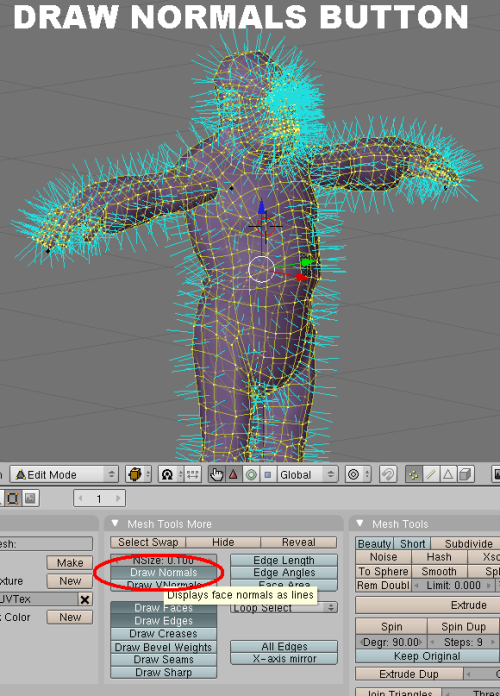 DRAW NORMALS BUTTON
Edit Mode
Global
1
Mesh Tools More
Mesh Tools
esh:
Select Swap Hide Reveal
Beauty Short Subdivide
Make
NSize: 0.100
Edge Length
Noise Hash Xso
xture New
Draw Normals
Edge Angles
To Sphere Smooth Spl
UVTex
Draw VNormals
Face Area
Rem Doubl Limit: 0.000
Displays face normals as lines
Color New
Draw Faces
Loop Select
Extrude
Draw Edges
Draw Creases
Spin Spin Dup
Draw Bevel Weights
All Edges
Degr: 90.00 Steps: 9
Draw Seams
X-axis mirror
Keep Original
Draw Sharp
Extrude Dup
Join Triangles Thres